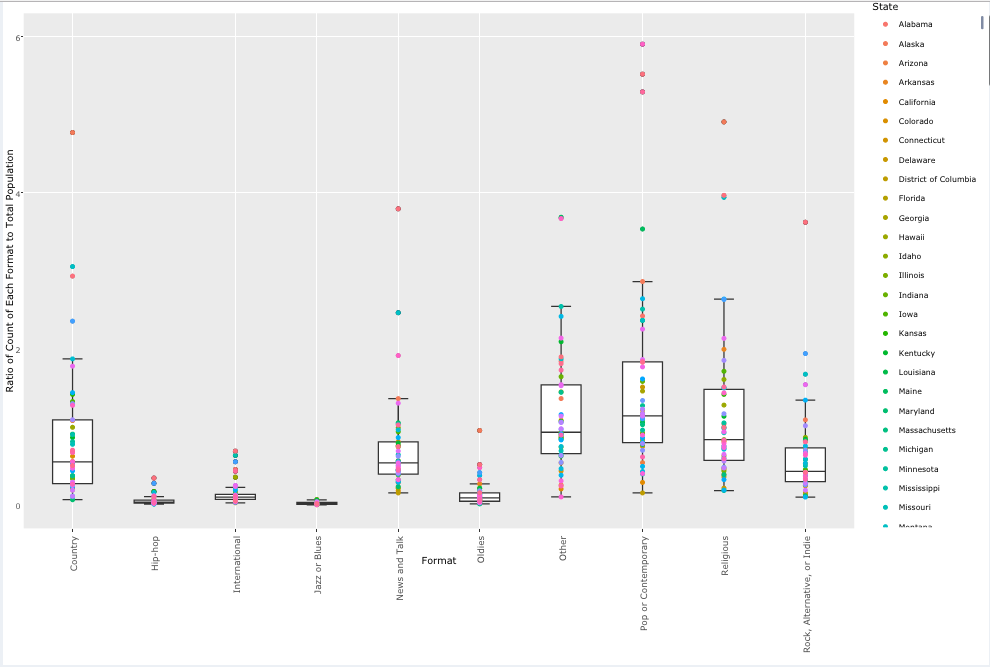 State
Alabama
Alaska
Arizona
Arkansas
California
Colorado
Connecticut
Delaware
District of Columbia
Florida
Georgia
Hawaii
Idaho
Illinois
Indiana
Iowa
Kansas
Kentucky
Louisiana
Maine
Maryland
Massachusetts
Michigan
Minnesota
Mississippi
Missouri
Montana
Ratio of Count of Each Format to Total Population
6
4
2
0
Country
Hip-hop
International
Jazz or Blues
News and Talk
Oldies
Other
Pop or Contemporary
Religious
Rock, Alternative, or Indie
Format